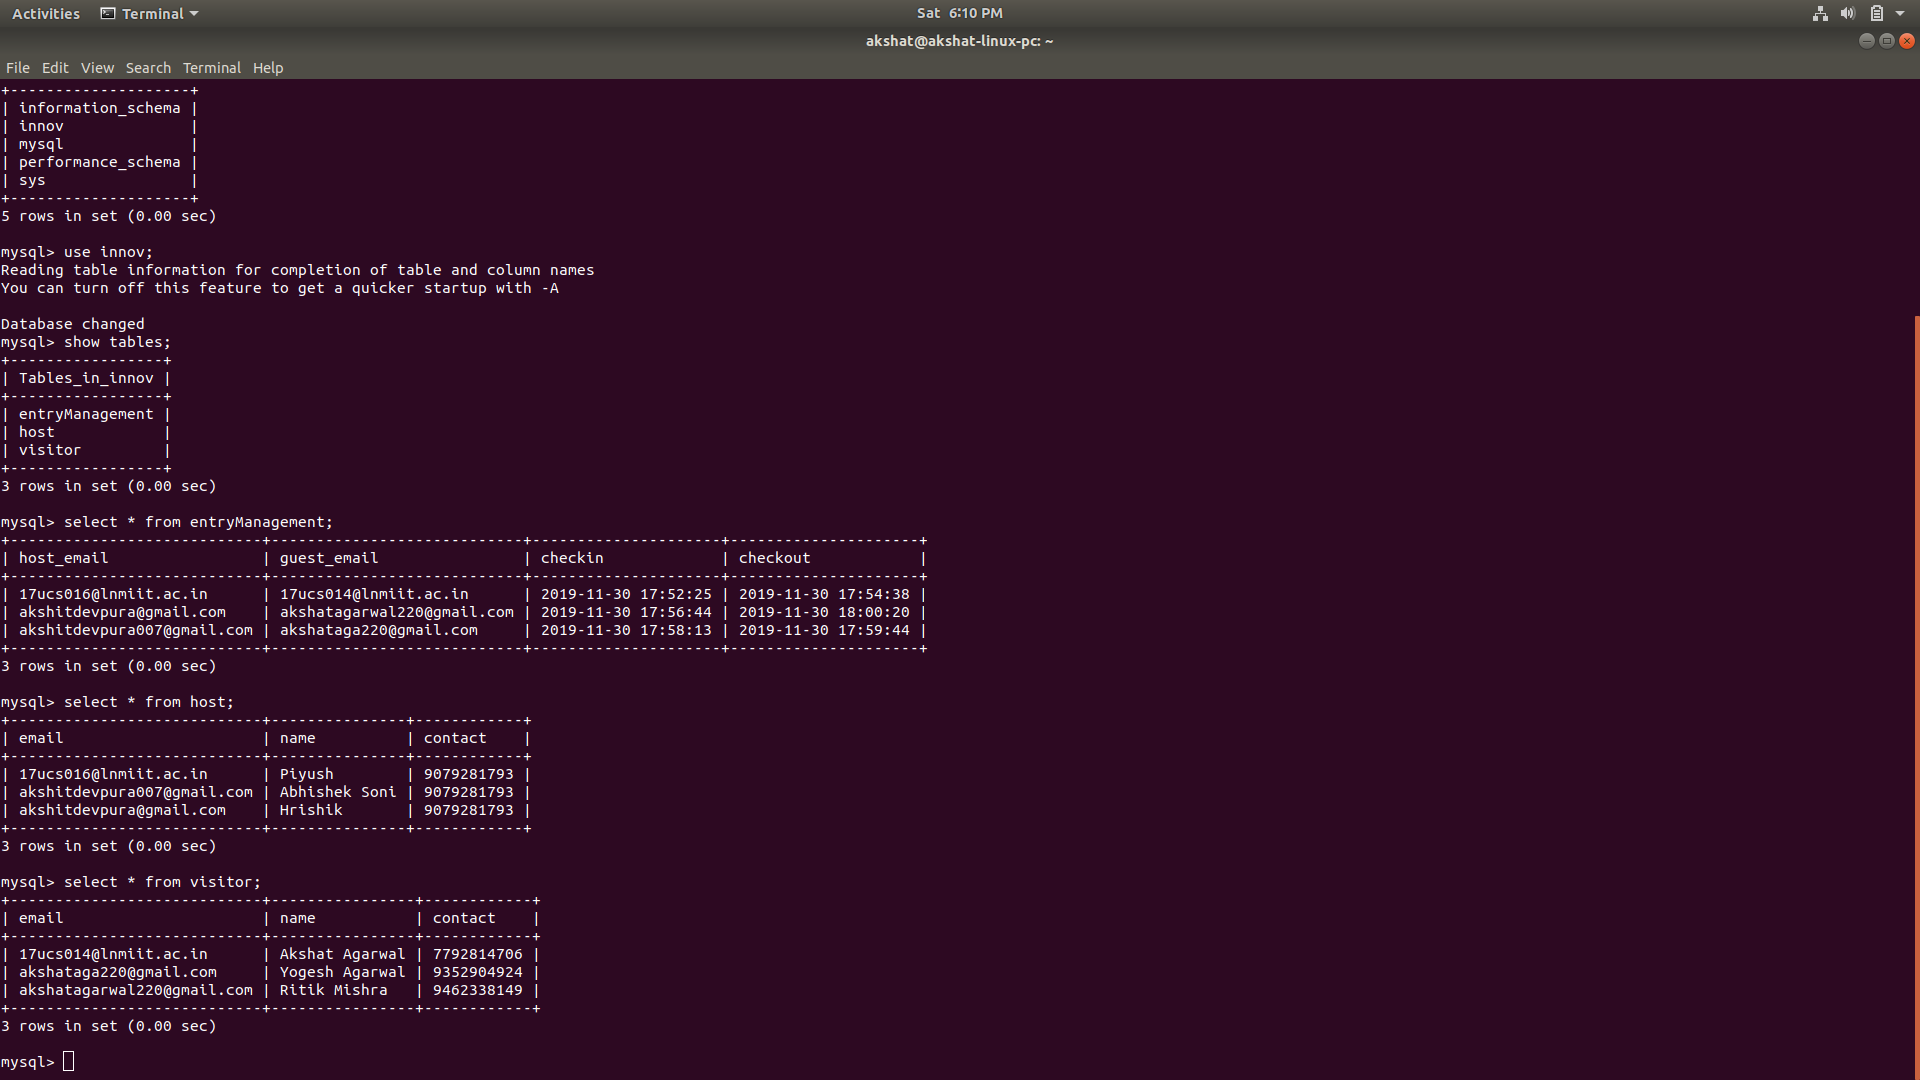 Activities Terminal Sat 6:10 PM
akshat@akshat-linux-pc: ~
File Edit View Search Terminal Help
+--------------------+
| information_schema |
| innov              |
| mysql              |
| performance_schema |
| sys                |
+--------------------+
5 rows in set (0.00 sec)

mysql> use innov;
Reading table information for completion of table and column names
You can turn off this feature to get a quicker startup with -A

Database changed
mysql> show tables;
+-----------------+
| Tables_in_innov |
+-----------------+
| entryManagement |
| host            |
| visitor         |
+-----------------+
3 rows in set (0.00 sec)

mysql> select * from entryManagement;
+----------------------------+----------------------------+---------------------+---------------------+
| host_email                 | guest_email                | checkin             | checkout            |
+----------------------------+----------------------------+---------------------+---------------------+
| 17ucs016@lnmiit.ac.in      | 17ucs014@lnmiit.ac.in      | 2019-11-30 17:52:25 | 2019-11-30 17:54:38 |
| akshitdevpura@gmail.com    | akshatagarwal220@gmail.com | 2019-11-30 17:56:44 | 2019-11-30 18:00:20 |
| akshitdevpura007@gmail.com | akshataga220@gmail.com     | 2019-11-30 17:58:13 | 2019-11-30 17:59:44 |
+----------------------------+----------------------------+---------------------+---------------------+
3 rows in set (0.00 sec)

mysql> select * from host;
+----------------------------+---------------+------------+
| email                      | name          | contact    |
+----------------------------+---------------+------------+
| 17ucs016@lnmiit.ac.in      | Piyush        | 9079281793 |
| akshitdevpura007@gmail.com | Abhishek Soni | 9079281793 |
| akshitdevpura@gmail.com    | Hrishik       | 9079281793 |
+----------------------------+---------------+------------+
3 rows in set (0.00 sec)

mysql> select * from visitor;
+----------------------------+----------------+------------+
| email                      | name           | contact    |
+----------------------------+----------------+------------+
| 17ucs014@lnmiit.ac.in      | Akshat Agarwal | 7792814706 |
| akshataga220@gmail.com     | Yogesh Agarwal | 9352904924 |
| akshatagarwal220@gmail.com | Ritik Mishra   | 9462338149 |
+----------------------------+----------------+------------+
3 rows in set (0.00 sec)

mysql>